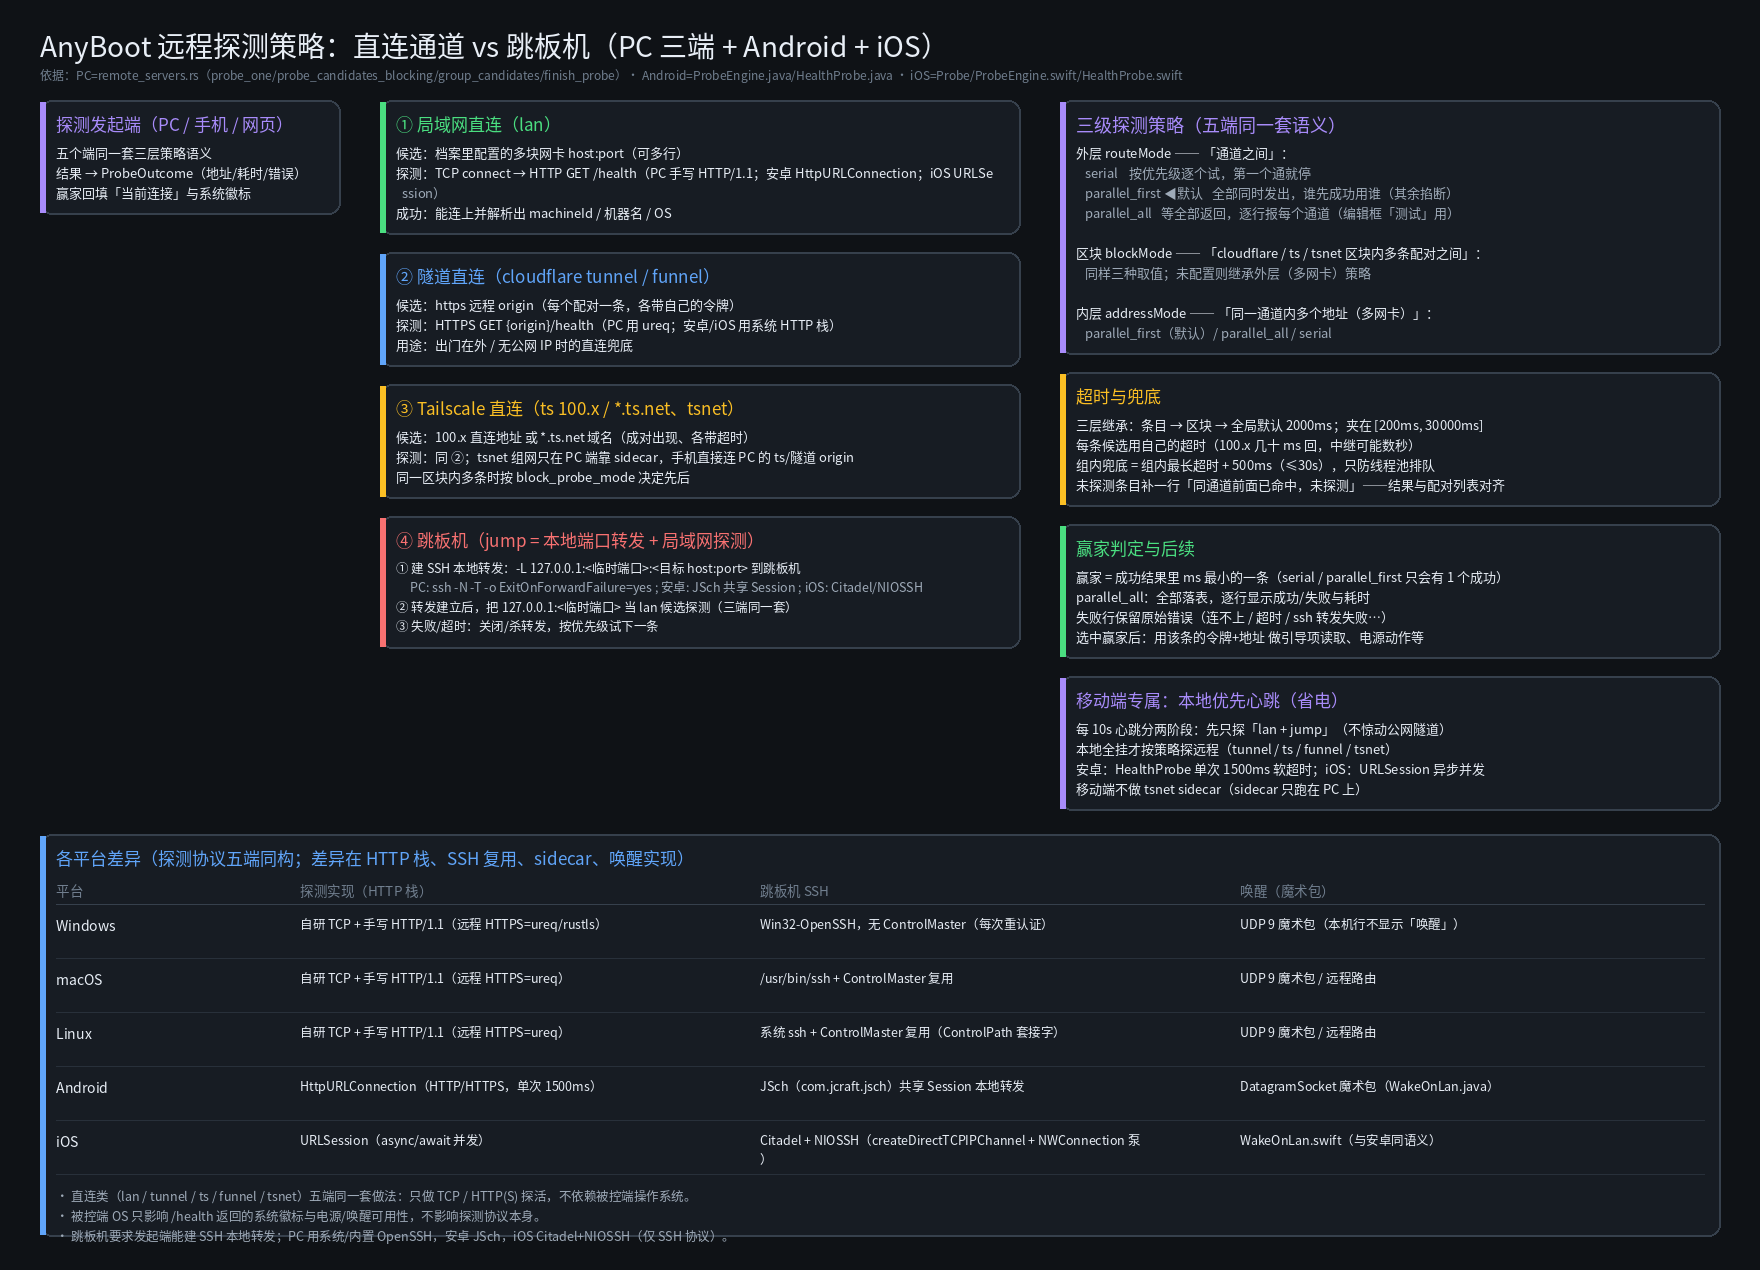 AnyBoot 远程探测策略：直连通道 vs 跳板机（PC 三端 + Android + iOS）
依据：PC=remote_servers.rs（probe_one/probe_candidates_blocking/group_candidates/finish_probe）· Android=ProbeEngine.java/HealthProbe.java · iOS=Probe/ProbeEngine.swift/HealthProbe.swift
探测发起端（PC / 手机 / 网页）
五个端同一套三层策略语义
结果 → ProbeOutcome（地址/耗时/错误）
赢家回填「当前连接」与系统徽标
① 局域网直连（lan）
候选：档案里配置的多块网卡 host:port（可多行）
探测：TCP connect → HTTP GET /health（PC 手写 HTTP/1.1；安卓 HttpURLConnection；iOS URLSe
ssion）
成功：能连上并解析出 machineId / 机器名 / OS
② 隧道直连（cloudflare tunnel / funnel）
候选：https 远程 origin（每个配对一条，各带自己的令牌）
探测：HTTPS GET {origin}/health（PC 用 ureq；安卓/iOS 用系统 HTTP 栈）
用途：出门在外 / 无公网 IP 时的直连兜底
③ Tailscale 直连（ts 100.x / *.ts.net、tsnet）
候选：100.x 直连地址 或 *.ts.net 域名（成对出现、各带超时）
探测：同 ②；tsnet 组网只在 PC 端靠 sidecar，手机直接连 PC 的 ts/隧道 origin
同一区块内多条时按 block_probe_mode 决定先后
④ 跳板机（jump = 本地端口转发 + 局域网探测）
① 建 SSH 本地转发：-L 127.0.0.1:<临时端口>:<目标 host:port> 到跳板机
PC: ssh -N -T -o ExitOnForwardFailure=yes ; 安卓: JSch 共享 Session ; iOS: Citadel/NIOSSH
② 转发建立后，把 127.0.0.1:<临时端口> 当 lan 候选探测（三端同一套）
③ 失败/超时：关闭/杀转发，按优先级试下一条
三级探测策略（五端同一套语义）
外层 routeMode —— 「通道之间」：
serial 按优先级逐个试，第一个通就停
parallel_first ◀默认 全部同时发出，谁先成功用谁（其余掐断）
parallel_all 等全部返回，逐行报每个通道（编辑框「测试」用）
区块 blockMode —— 「cloudflare / ts / tsnet 区块内多条配对之间」：
同样三种取值；未配置则继承外层（多网卡）策略
内层 addressMode —— 「同一通道内多个地址（多网卡）」：
parallel_first（默认）/ parallel_all / serial
超时与兜底
三层继承：条目 → 区块 → 全局默认 2000ms；夹在 [200ms, 30000ms]
每条候选用自己的超时（100.x 几十 ms 回，中继可能数秒）
组内兜底 = 组内最长超时 + 500ms（≤30s），只防线程池排队
未探测条目补一行「同通道前面已命中，未探测」——结果与配对列表对齐
赢家判定与后续
赢家 = 成功结果里 ms 最小的一条（serial / parallel_first 只会有 1 个成功）
parallel_all：全部落表，逐行显示成功/失败与耗时
失败行保留原始错误（连不上 / 超时 / ssh 转发失败…）
选中赢家后：用该条的令牌+地址 做引导项读取、电源动作等
移动端专属：本地优先心跳（省电）
每 10s 心跳分两阶段：先只探「lan + jump」（不惊动公网隧道）
本地全挂才按策略探远程（tunnel / ts / funnel / tsnet）
安卓：HealthProbe 单次 1500ms 软超时；iOS：URLSession 异步并发
移动端不做 tsnet sidecar（sidecar 只跑在 PC 上）
各平台差异（探测协议五端同构；差异在 HTTP 栈、SSH 复用、sidecar、唤醒实现）
平台 探测实现（HTTP 栈） 跳板机 SSH 唤醒（魔术包）
Windows 自研 TCP + 手写 HTTP/1.1（远程 HTTPS=ureq/rustls） Win32-OpenSSH，无 ControlMaster（每次重认证） UDP 9 魔术包（本机行不显示「唤醒」）
macOS 自研 TCP + 手写 HTTP/1.1（远程 HTTPS=ureq） /usr/bin/ssh + ControlMaster 复用 UDP 9 魔术包 / 远程路由
Linux 自研 TCP + 手写 HTTP/1.1（远程 HTTPS=ureq） 系统 ssh + ControlMaster 复用（ControlPath 套接字） UDP 9 魔术包 / 远程路由
Android HttpURLConnection（HTTP/HTTPS，单次 1500ms） JSch（com.jcraft.jsch）共享 Session 本地转发 DatagramSocket 魔术包（WakeOnLan.java）
iOS URLSession（async/await 并发） Citadel + NIOSSH（createDirectTCPIPChannel + NWConnection 泵 WakeOnLan.swift（与安卓同语义）
）
· 直连类（lan / tunnel / ts / funnel / tsnet）五端同一套做法：只做 TCP / HTTP(S) 探活，不依赖被控端操作系统。
· 被控端 OS 只影响 /health 返回的系统徽标与电源/唤醒可用性，不影响探测协议本身。
· 跳板机要求发起端能建 SSH 本地转发；PC 用系统/内置 OpenSSH，安卓 JSch，iOS Citadel+NIOSSH（仅 SSH 协议）。